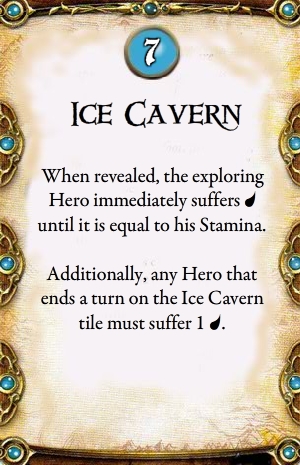 7
ICE CAVERN
When revealed, the exploring
Hero immediately suffers
until it is equal to his Stamina.
Additionally, any Hero that
ends a turn on the Ice Cavern
tile must suffer 1 .